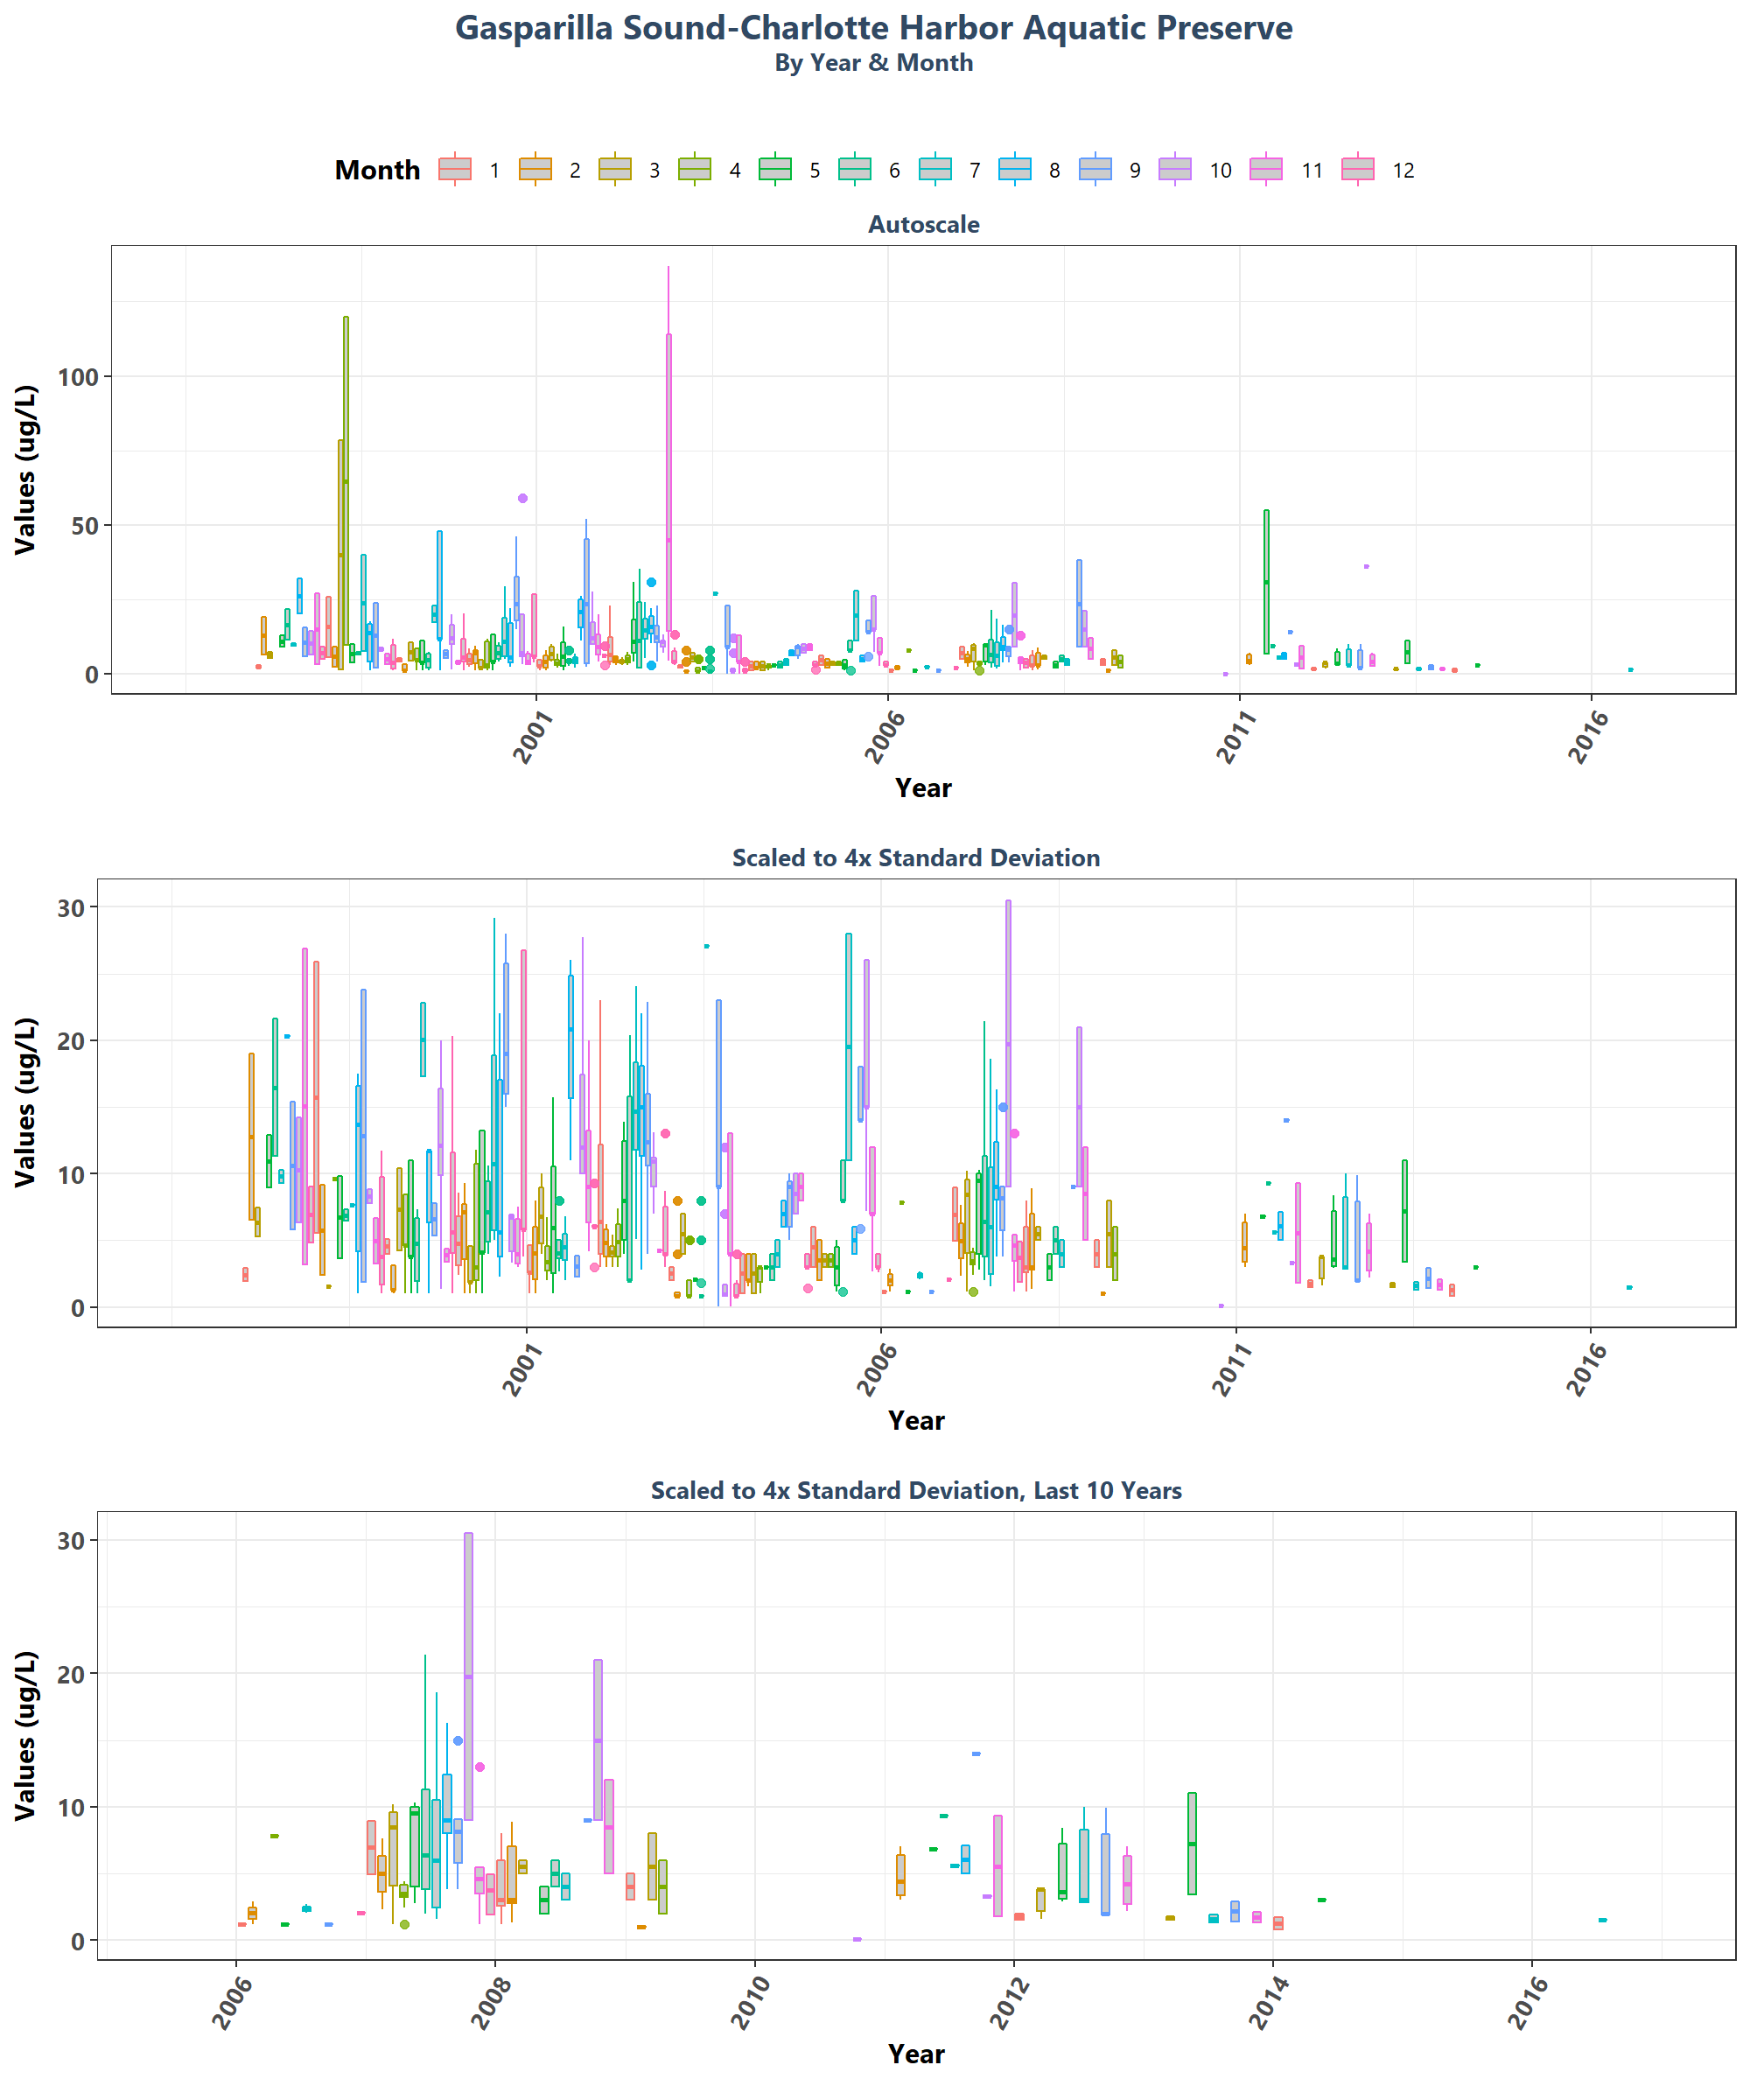 Gasparilla Sound-Charlotte Harbor Aquatic Preserve
By Year & Month
Month 1 2 3 4 5 6 7 8 9 10 11 12
Autoscale
Values (ug/L)
100
50
0
2001 2006 2011 2016
Year
Scaled to 4x Standard Deviation
Values (ug/L)
30
20
10
0
2001 2006 2011 2016
Year
Scaled to 4x Standard Deviation, Last 10 Years
Values (ug/L)
30
20
10
0
2006 2008 2010 2012 2014 2016
Year